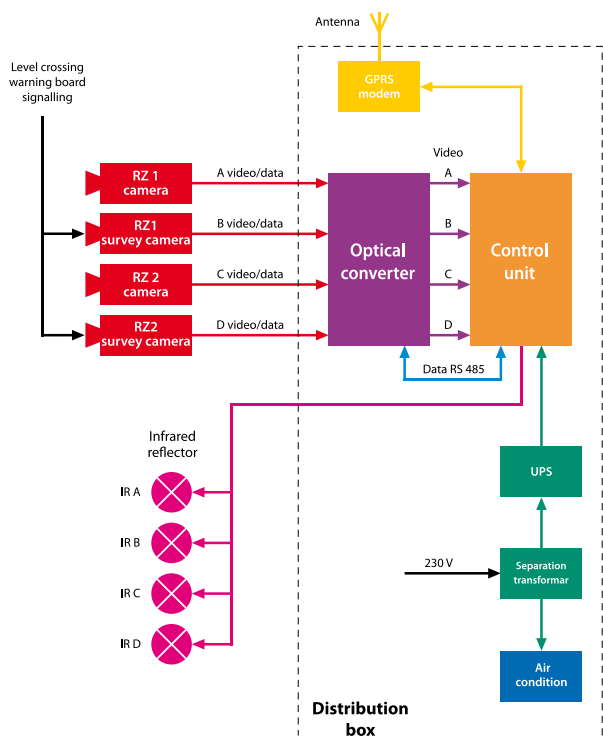 Antenna
GPRS
modem
Level crossing
warning board
signalling
Video
RZ 1
camera
A video/data
A
RZ1
survey camera
B video/data
B
Optical
converter
Control
unit
RZ 2
camera
C video/data
C
RZ2
survey camera
D video/data
D
Data RS 485
Infrared
reflector
IR A
UPS
IR B
230 V
Separation
transformar
IR C
IR D
Air
condition
Distribution
box